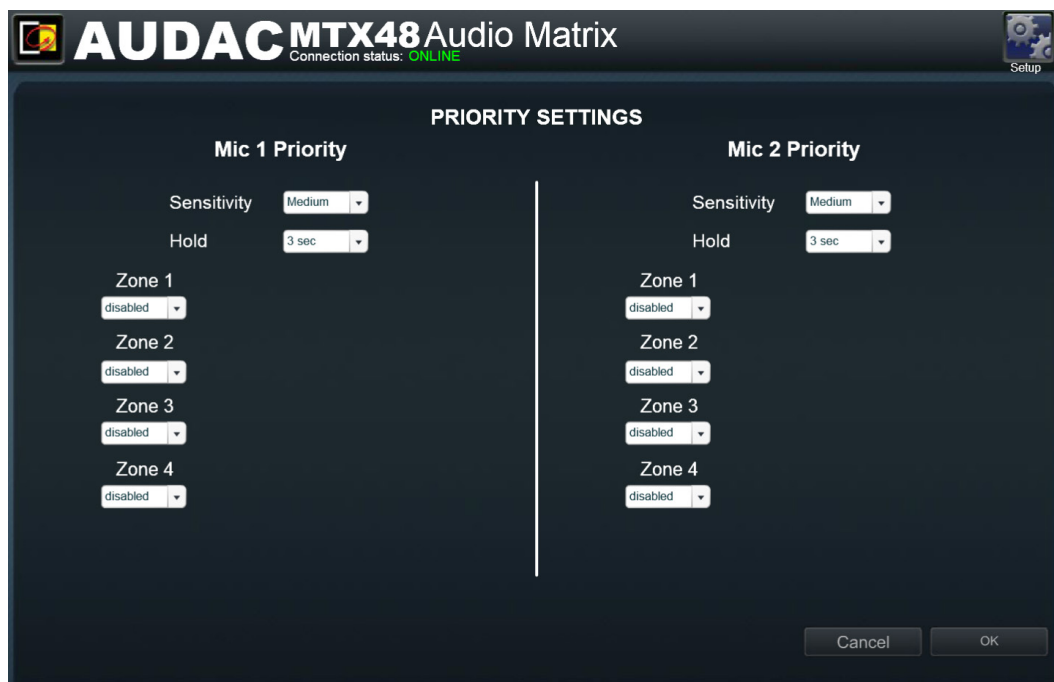 AUDAC MTX48 Audio Matrix
Connection status: ONLINE
Setup
PRIORITY SETTINGS
Mic 1 Priority
Sensitivity Medium
Hold 3 sec
Zone 1
disabled
Zone 2
disabled
Zone 3
disabled
Zone 4
disabled
Mic 2 Priority
Sensitivity Medium
Hold 3 sec
Zone 1
disabled
Zone 2
disabled
Zone 3
disabled
Zone 4
disabled
Cancel OK